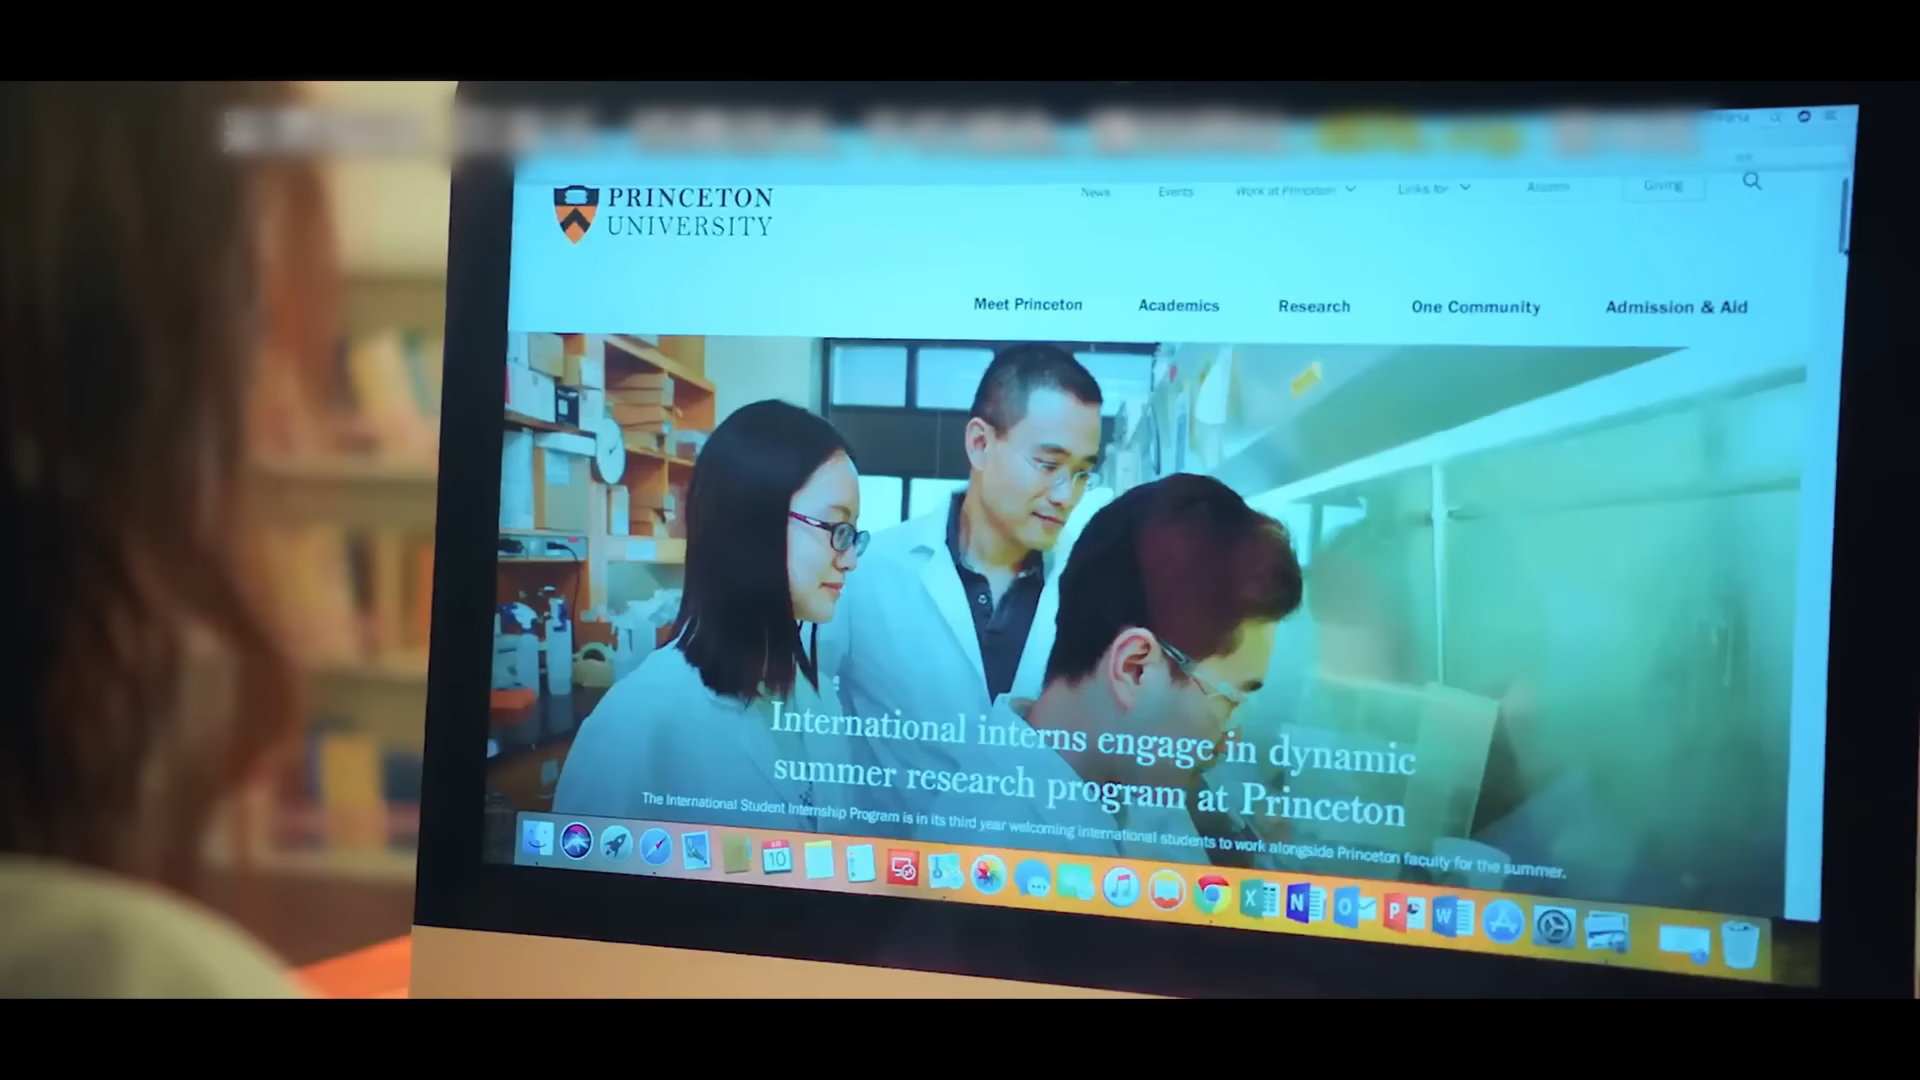 PRINCETON
UNIVERSITY
News Events Work at Princeton Links for Alumni Giving
Meet Princeton Academics Research One Community Admission & Aid
International interns engage in dynamic
summer research program at Princeton
The International Student Internship Program is in its third year welcoming international students to work alongside Princeton faculty for the summer.
10
X
N
O
P
W